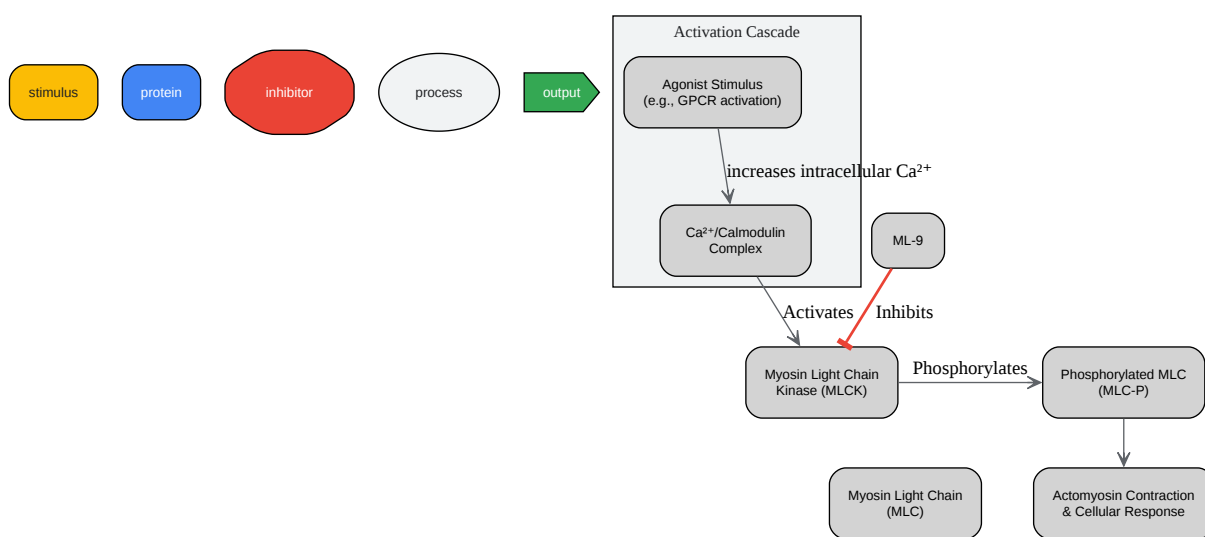 Activation Cascade
stimulus
protein
inhibitor
process
output
Agonist Stimulus
(e.g., GPCR activation)
increases intracellular Ca²⁺
Ca²⁺/Calmodulin
Complex
ML-9
Activates
Inhibits
Myosin Light Chain
Kinase (MLCK)
Phosphorylates
Phosphorylated MLC
(MLC-P)
Myosin Light Chain
(MLC)
Actomyosin Contraction
& Cellular Response